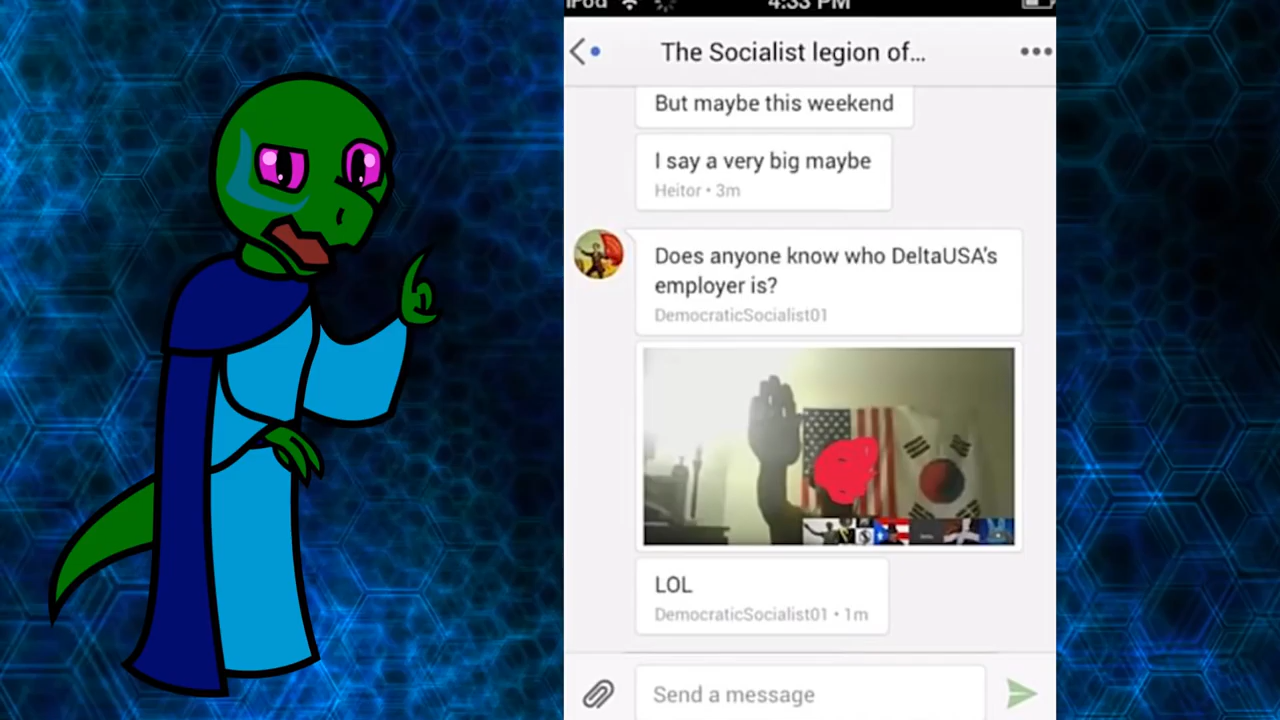 iPod 4:33 PM
The Socialist legion of...
But maybe this weekend
I say a very big maybe
Heitor • 3m
Does anyone know who DeltaUSA's
employer is?
DemocraticSocialist01
LOL
DemocraticSocialist01 • 1m
Send a message